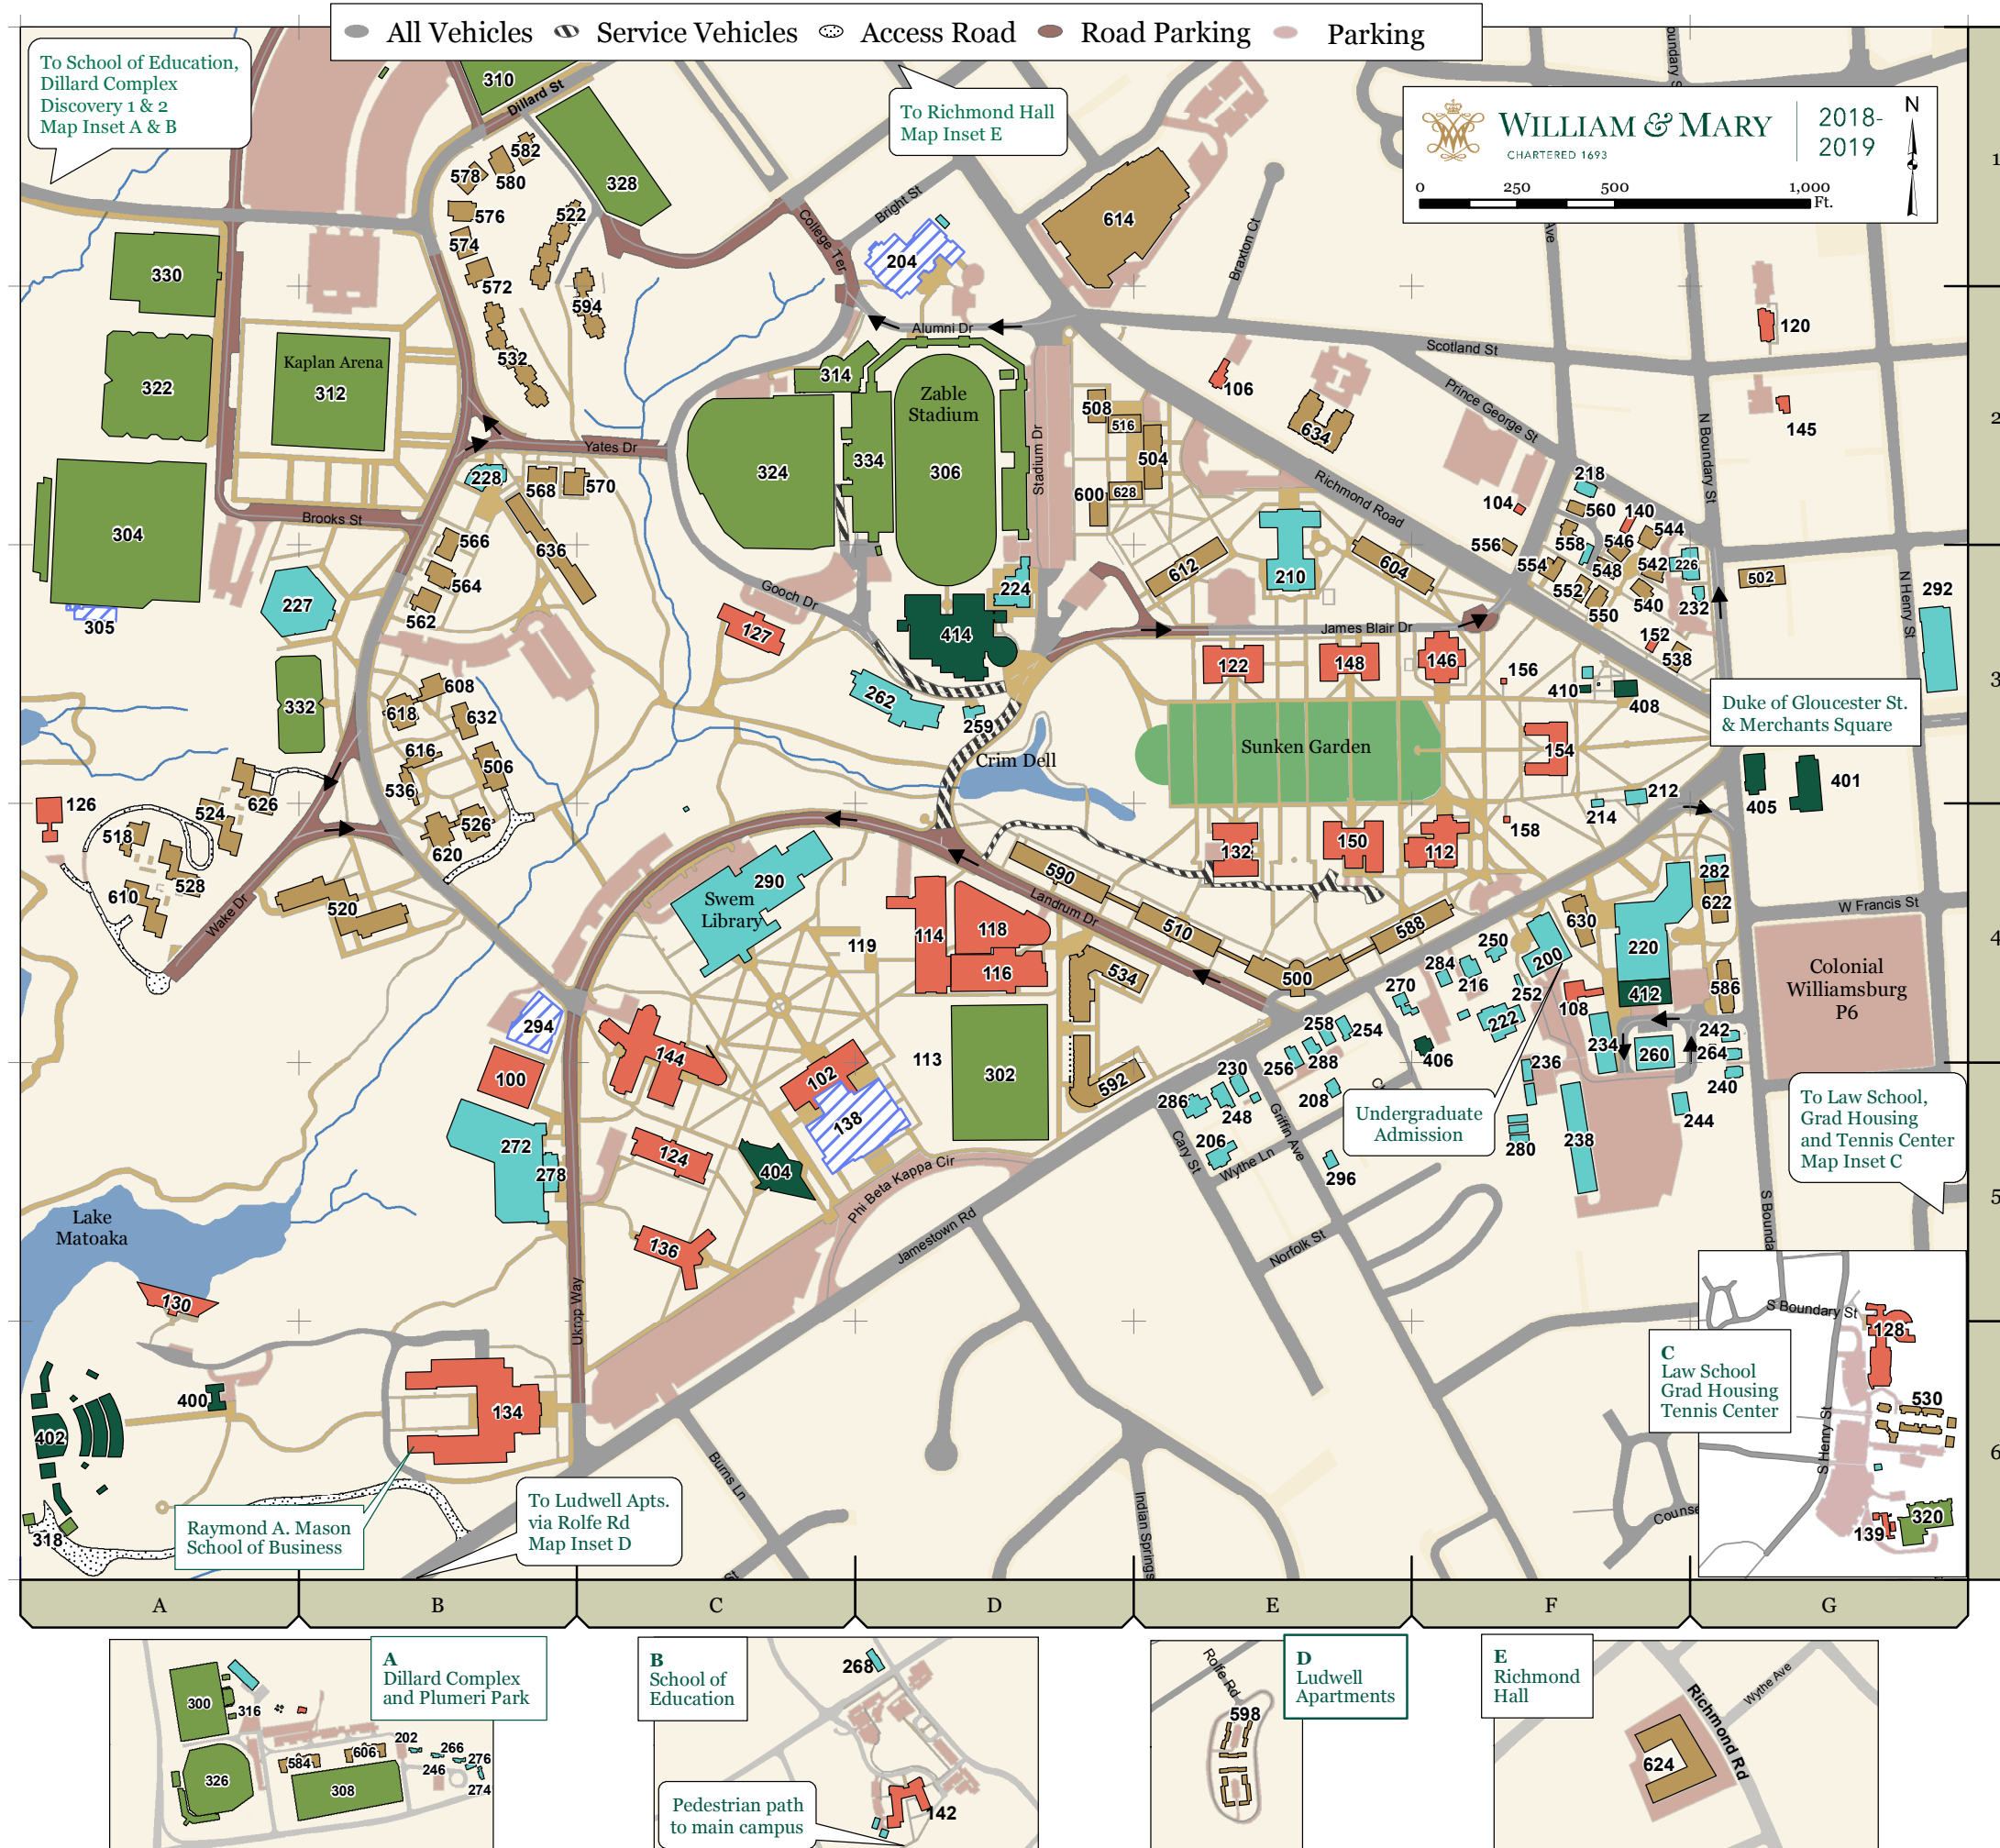 All Vehicles Service Vehicles Access Road Road Parking Parking
To School of Education,
Dillard Complex
Discovery 1 & 2
Map Inset A & B
To Richmond Hall
Map Inset E
WILLIAM & MARY
CHARTERED 1693
2018-
2019
N
0 250 500 1,000
Ft.
1
2
3
4
5
6
310
Dillard St
582
578
580
328
576
522
574
572
594
532
College Ter
Bright St
204
614
Braxton Ct
Alumni Dr
Scotland St
Prince George St
N Boundary St
120
145
330
322
Kaplan Arena
312
304
305
Brooks St
Yates Dr
228
568
570
636
566
564
562
227
332
314
324
334
Zable
Stadium
306
Stadium Dr
508
516
504
600
628
106
634
Richmond Road
218
104
560
140
544
556
558
546
554
548
542
226
552
550
540
232
502
N Henry St
292
152
538
612
210
604
224
414
Gooch Dr
127
262
259
Crim Dell
James Blair Dr
122
148
146
156
410
408
Sunken Garden
154
Duke of Gloucester St.
& Merchants Square
401
405
212
214
158
608
618
632
616
506
536
526
620
626
524
518
528
610
126
520
Wake Dr
132
150
112
590
Landrum Dr
510
500
588
Swem
Library
290
119
114
118
116
534
113
302
592
282
622
630
220
200
412
586
W Francis St
Colonial
Williamsburg
P6
250
284
216
270
252
222
108
258
254
406
234
260
242
264
240
236
244
238
280
256
288
230
208
286
248
206
296
Griffin Ave
Cary St
Wythe Ln
Norfolk St
Undergraduate
Admission
To Law School,
Grad Housing
and Tennis Center
Map Inset C
294
144
100
272
278
102
138
124
404
136
Phi Beta Kappa Cir
Jamestown Rd
Ukrop Way
Lake
Matoaka
130
400
402
134
318
Raymond A. Mason
School of Business
To Ludwell Apts.
via Rolfe Rd
Map Inset D
Burns Ln
Indian Springs
C
Law School
Grad Housing
Tennis Center
S Boundary St
128
530
S Henry St
139
320
A B C D E F G
A
Dillard Complex
and Plumeri Park
300
316
326
584
606
308
202
266
246
276
274
B
School of
Education
268
142
Pedestrian path
to main campus
D
Ludwell
Apartments
Rolfe Rd
598
E
Richmond
Hall
Richmond Rd
Wythe Ave
624